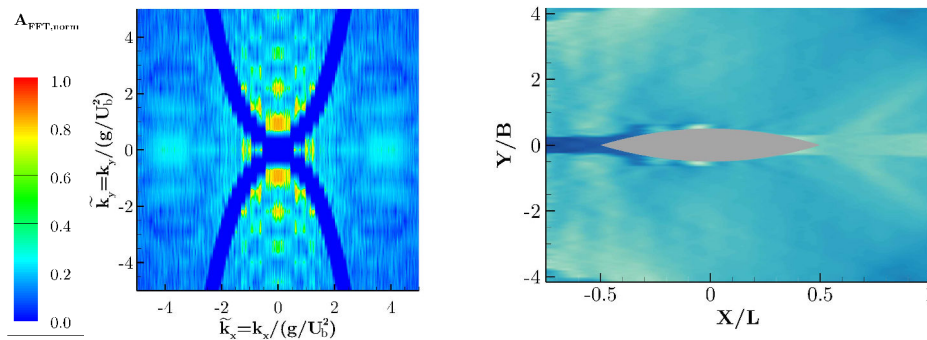 A_FFT,norm
1.0
0.8
0.6
0.4
0.2
0.0
k̃_y=k_y/(g/U_b^2)
4
2
0
-2
-4
-4 -2 0 2 4
k̃_x=k_x/(g/U_b^2)
Y/B
4
2
0
-2
-4
-0.5 0 0.5 1
X/L